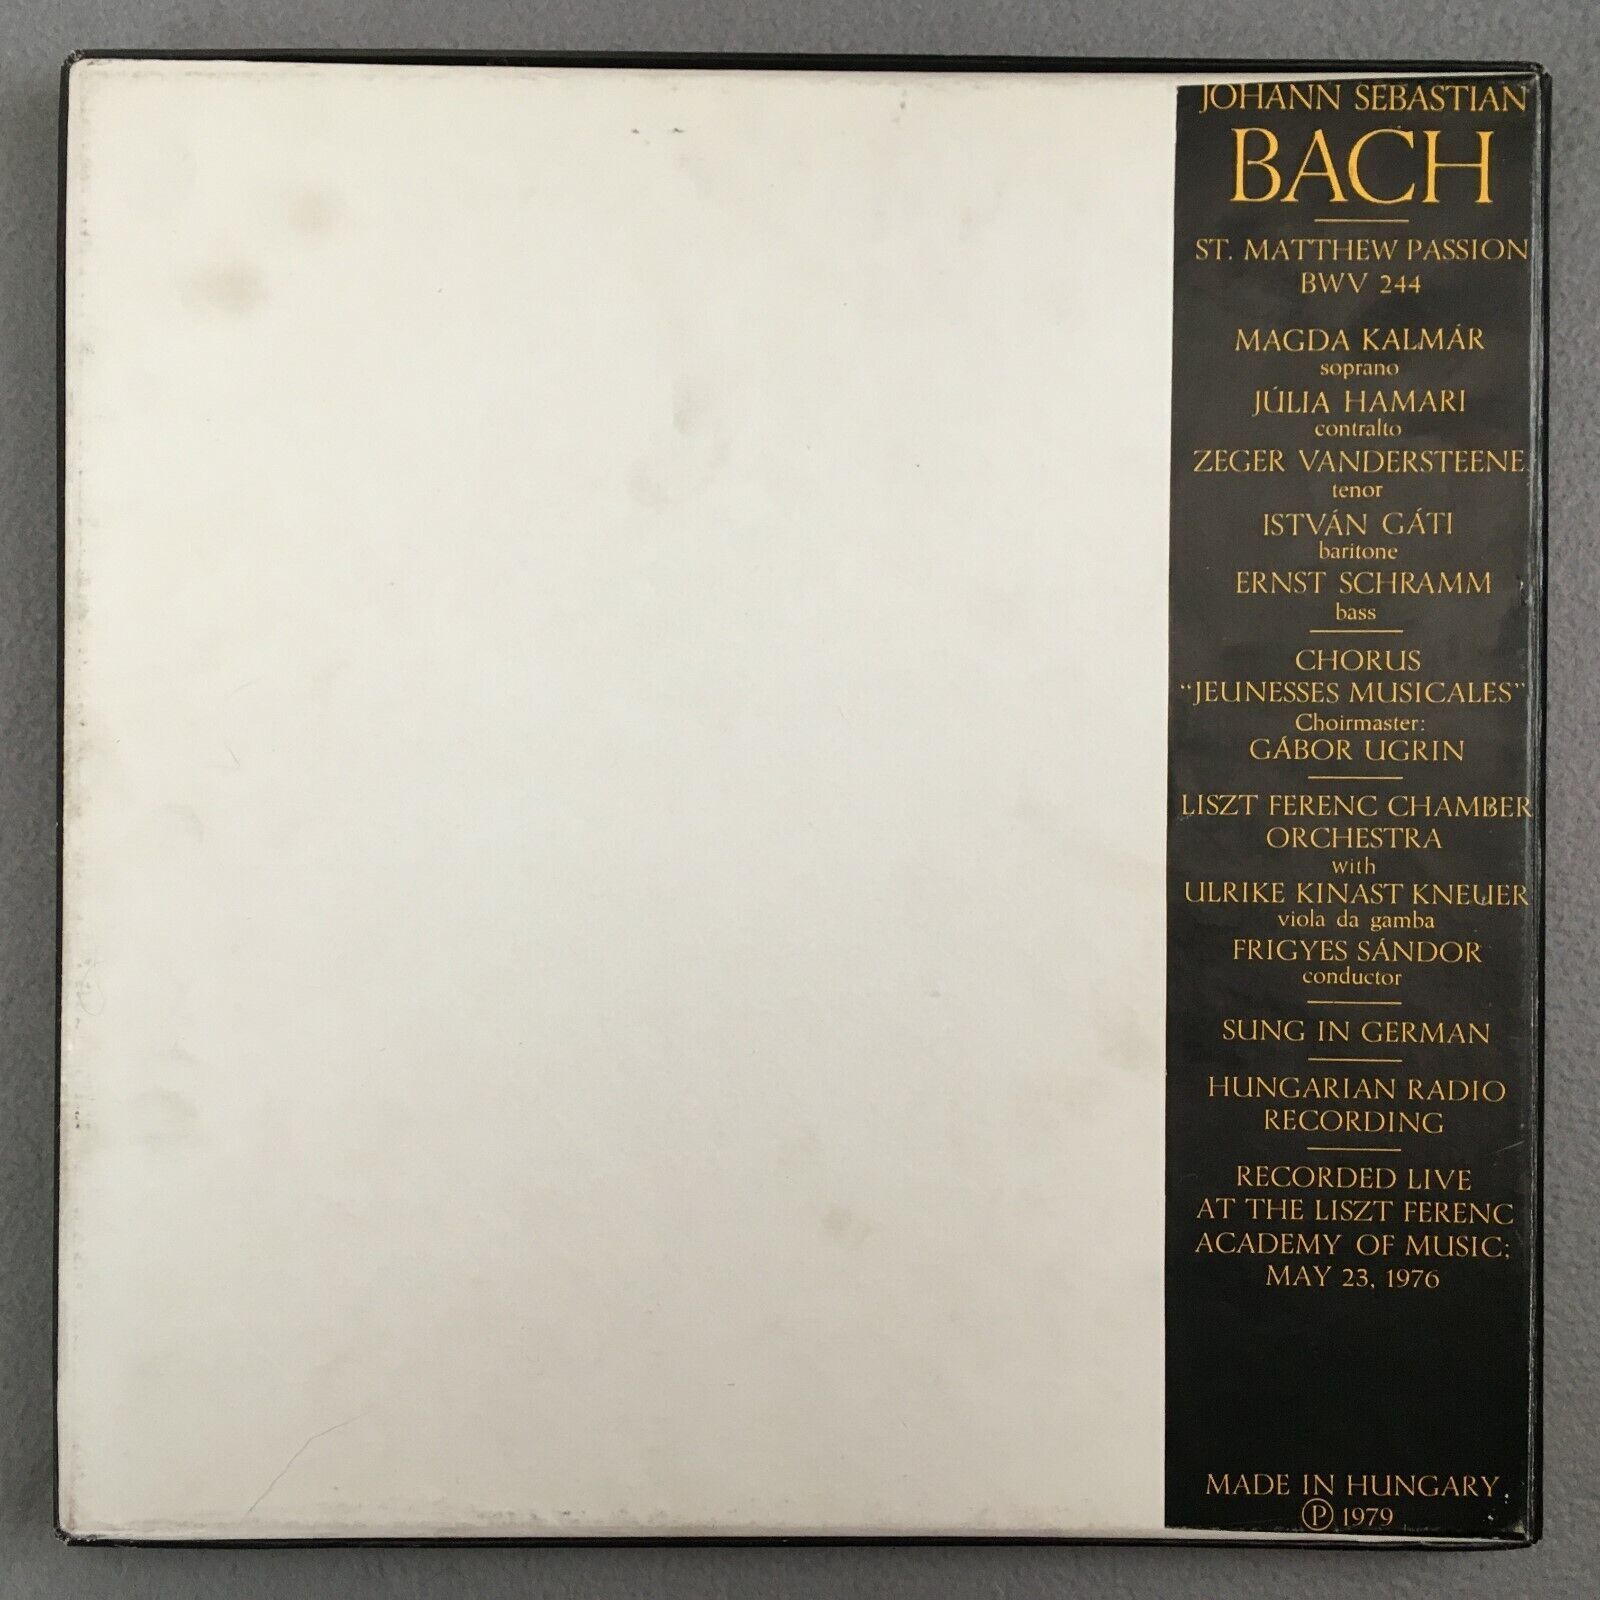 JOHANN SEBASTIAN
BACH
ST. MATTHEW PASSION
BWV 244
MAGDA KALMÁR
soprano
JÚLIA HAMARI
contralto
ZEGER VANDERSTEENE
tenor
ISTVÁN GÁTI
baritone
ERNST SCHRAMM
bass
CHORUS
"JEUNESSES MUSICALES"
Choirmaster:
GÁBOR UGRIN
LISZT FERENC CHAMBER
ORCHESTRA
with
ULRIKE KINAST KNEUER
viola da gamba
FRIGYES SÁNDOR
conductor
SUNG IN GERMAN
HUNGARIAN RADIO
RECORDING
RECORDED LIVE
AT THE LISZT FERENC
ACADEMY OF MUSIC;
MAY 23, 1976
MADE IN HUNGARY
Ⓟ 1979